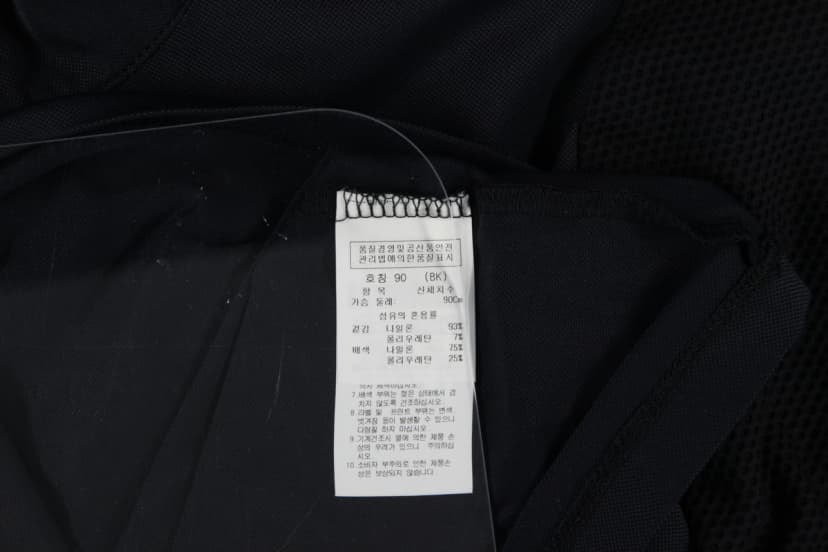 품질경영및공산품안전
관리법에의한품질표시
호칭 90 (BK)
항 목 신체치수
가슴 둘레: 90Cm
섬유의 혼용률
겉감 나일론 93%
폴리우레탄 7%
배색 나일론 75%
폴리우레탄 25%
7.배색 부위는 젖은 상태에서 겹
치지 않도록 건조하십시오.
8.라벨 및 프린트 부위는 변색
벗겨짐 등이 발생할 수 있으니
다림질 하지 마십시오
9.기계건조시 열에 의한 제품 손
상의 우려가 있으니 주의하십
시오
10.소비자 부주의로 인한 제품손
상은 보상되지 않습니다